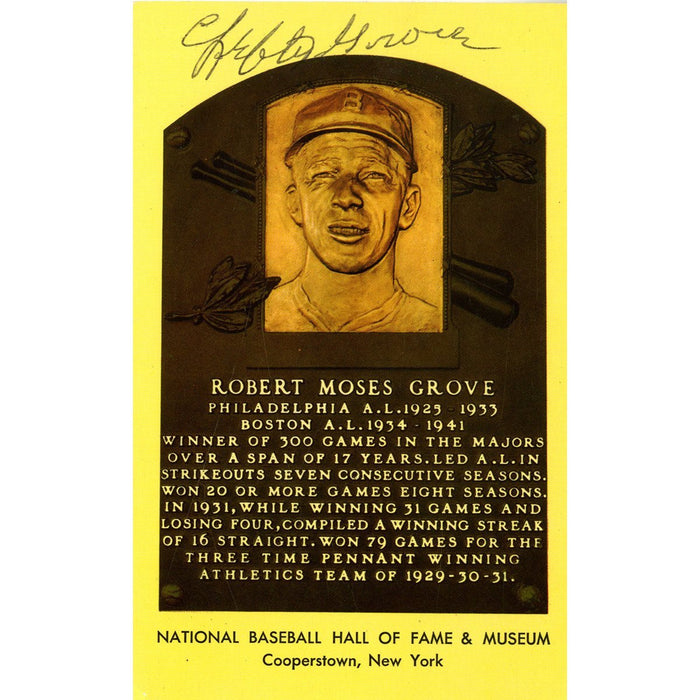 Lefty Grove
B
ROBERT MOSES GROVE
PHILADELPHIA A.L.1925 - 1933
BOSTON A.L.1934 - 1941
WINNER OF 300 GAMES IN THE MAJORS
OVER A SPAN OF 17 YEARS.LED A.L.IN
STRIKEOUTS SEVEN CONSECUTIVE SEASONS.
WON 20 OR MORE GAMES EIGHT SEASONS.
IN 1931,WHILE WINNING 31 GAMES AND
LOSING FOUR,COMPILED A WINNING STREAK
OF 16 STRAIGHT.WON 79 GAMES FOR THE
THREE TIME PENNANT WINNING
ATHLETICS TEAM OF 1929-30-31.
NATIONAL BASEBALL HALL OF FAME & MUSEUM
Cooperstown, New York